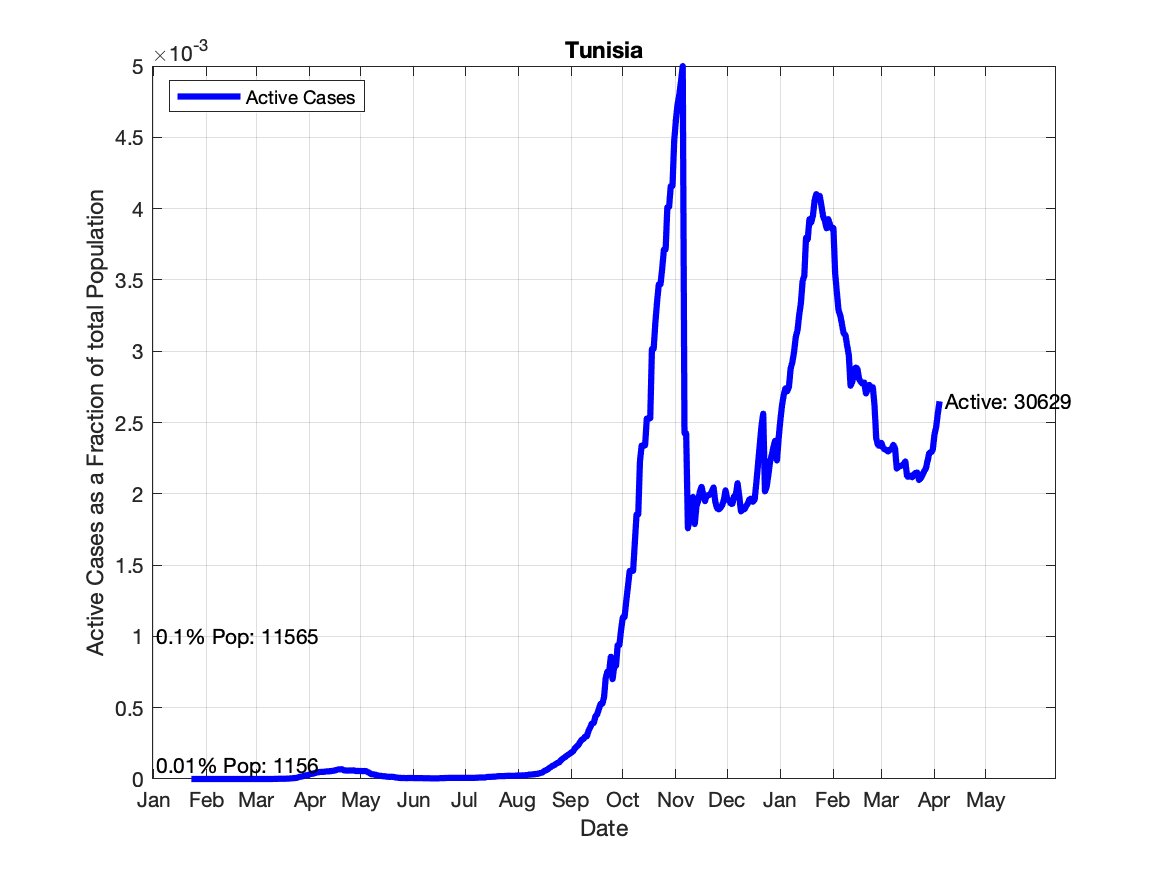 Tunisia
×10-3
Active Cases
5
4.5
4
3.5
3
2.5
2
1.5
1
0.5
0
Active Cases as a Fraction of total Population
Active: 30629
0.1% Pop: 11565
0.01% Pop: 1156
Jan Feb Mar Apr May Jun Jul Aug Sep Oct Nov Dec Jan Feb Mar Apr May
Date